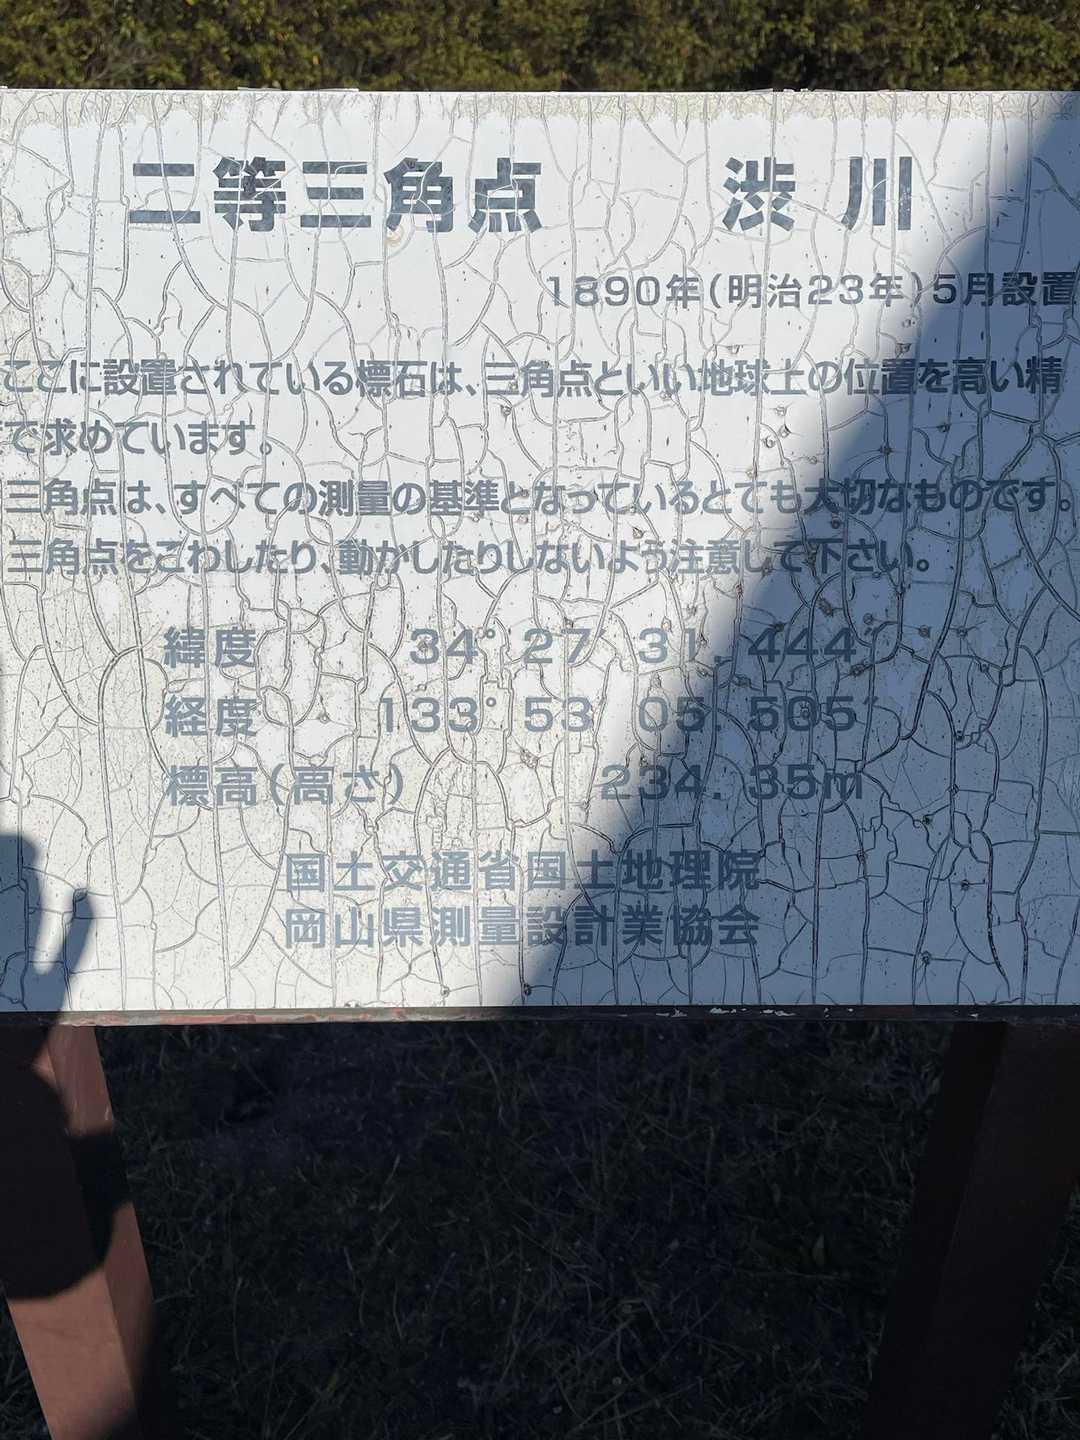 二等三角点 渋川
1890年(明治23年)5月設置
ここに設置されている標石は、三角点といい地球上の位置を高い精
で求めています。
三角点は、すべての測量の基準となっているとても大切なものです。
三角点をこわしたり、動かしたりしないよう注意して下さい。
緯度 34°27′31.444″
経度 133°53′05.505″
標高(高さ) 234.35m
国土交通省国土地理院
岡山県測量設計業協会